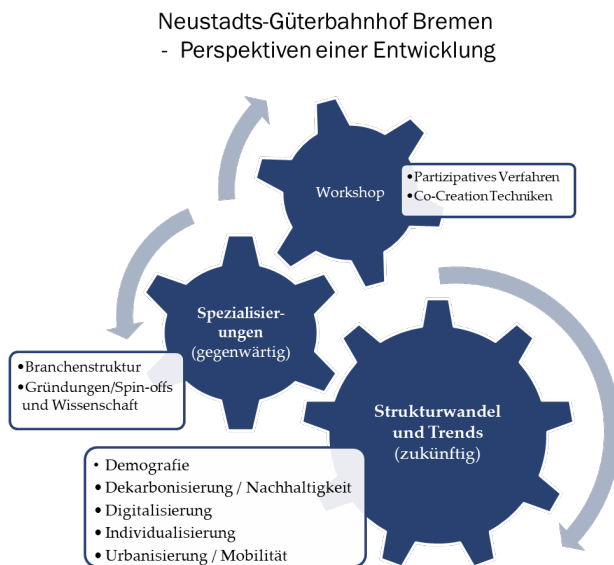 Neustadts-Güterbahnhof Bremen
- Perspektiven einer Entwicklung
Workshop
•Partizipatives Verfahren
•Co-Creation Techniken
Spezialisier-
ungen
(gegenwärtig)
•Branchenstruktur
•Gründungen/Spin-offs
und Wissenschaft
Strukturwandel
und Trends
(zukünftig)
• Demografie
• Dekarbonisierung / Nachhaltigkeit
• Digitalisierung
• Individualisierung
• Urbanisierung / Mobilität